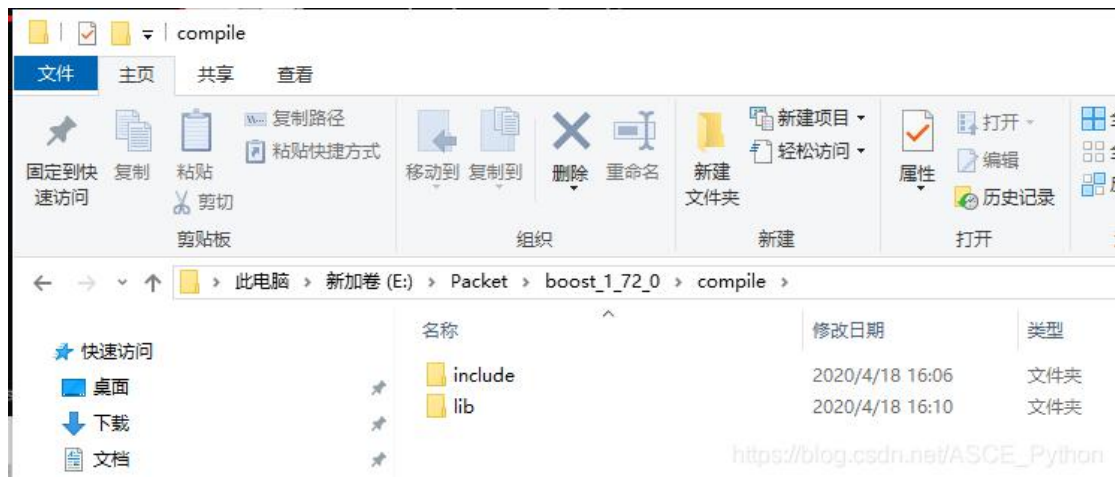 compile
文件 主页 共享 查看
固定到快速访问 复制 粘贴 复制路径 粘贴快捷方式 剪切 移动到 复制到 删除 重命名 新建文件夹 新建项目 轻松访问 属性 打开 编辑 历史记录
剪贴板 组织 新建 打开
此电脑 › 新加卷 (E:) › Packet › boost_1_72_0 › compile ›
名称 修改日期 类型
快速访问
include 2020/4/18 16:06 文件夹
桌面
lib 2020/4/18 16:10 文件夹
下载
文档
https://blog.csdn.net/ASCE_Python